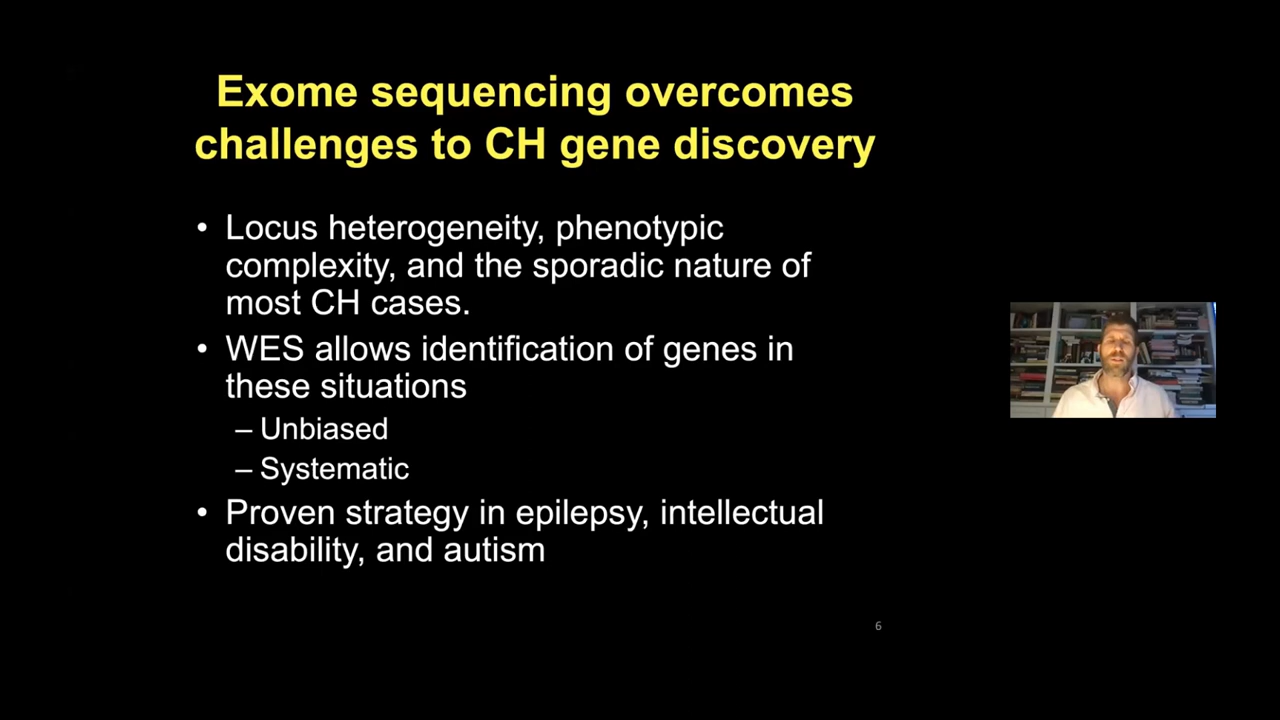 Exome sequencing overcomes
challenges to CH gene discovery
• Locus heterogeneity, phenotypic
complexity, and the sporadic nature of
most CH cases.
• WES allows identification of genes in
these situations
– Unbiased
– Systematic
• Proven strategy in epilepsy, intellectual
disability, and autism
6